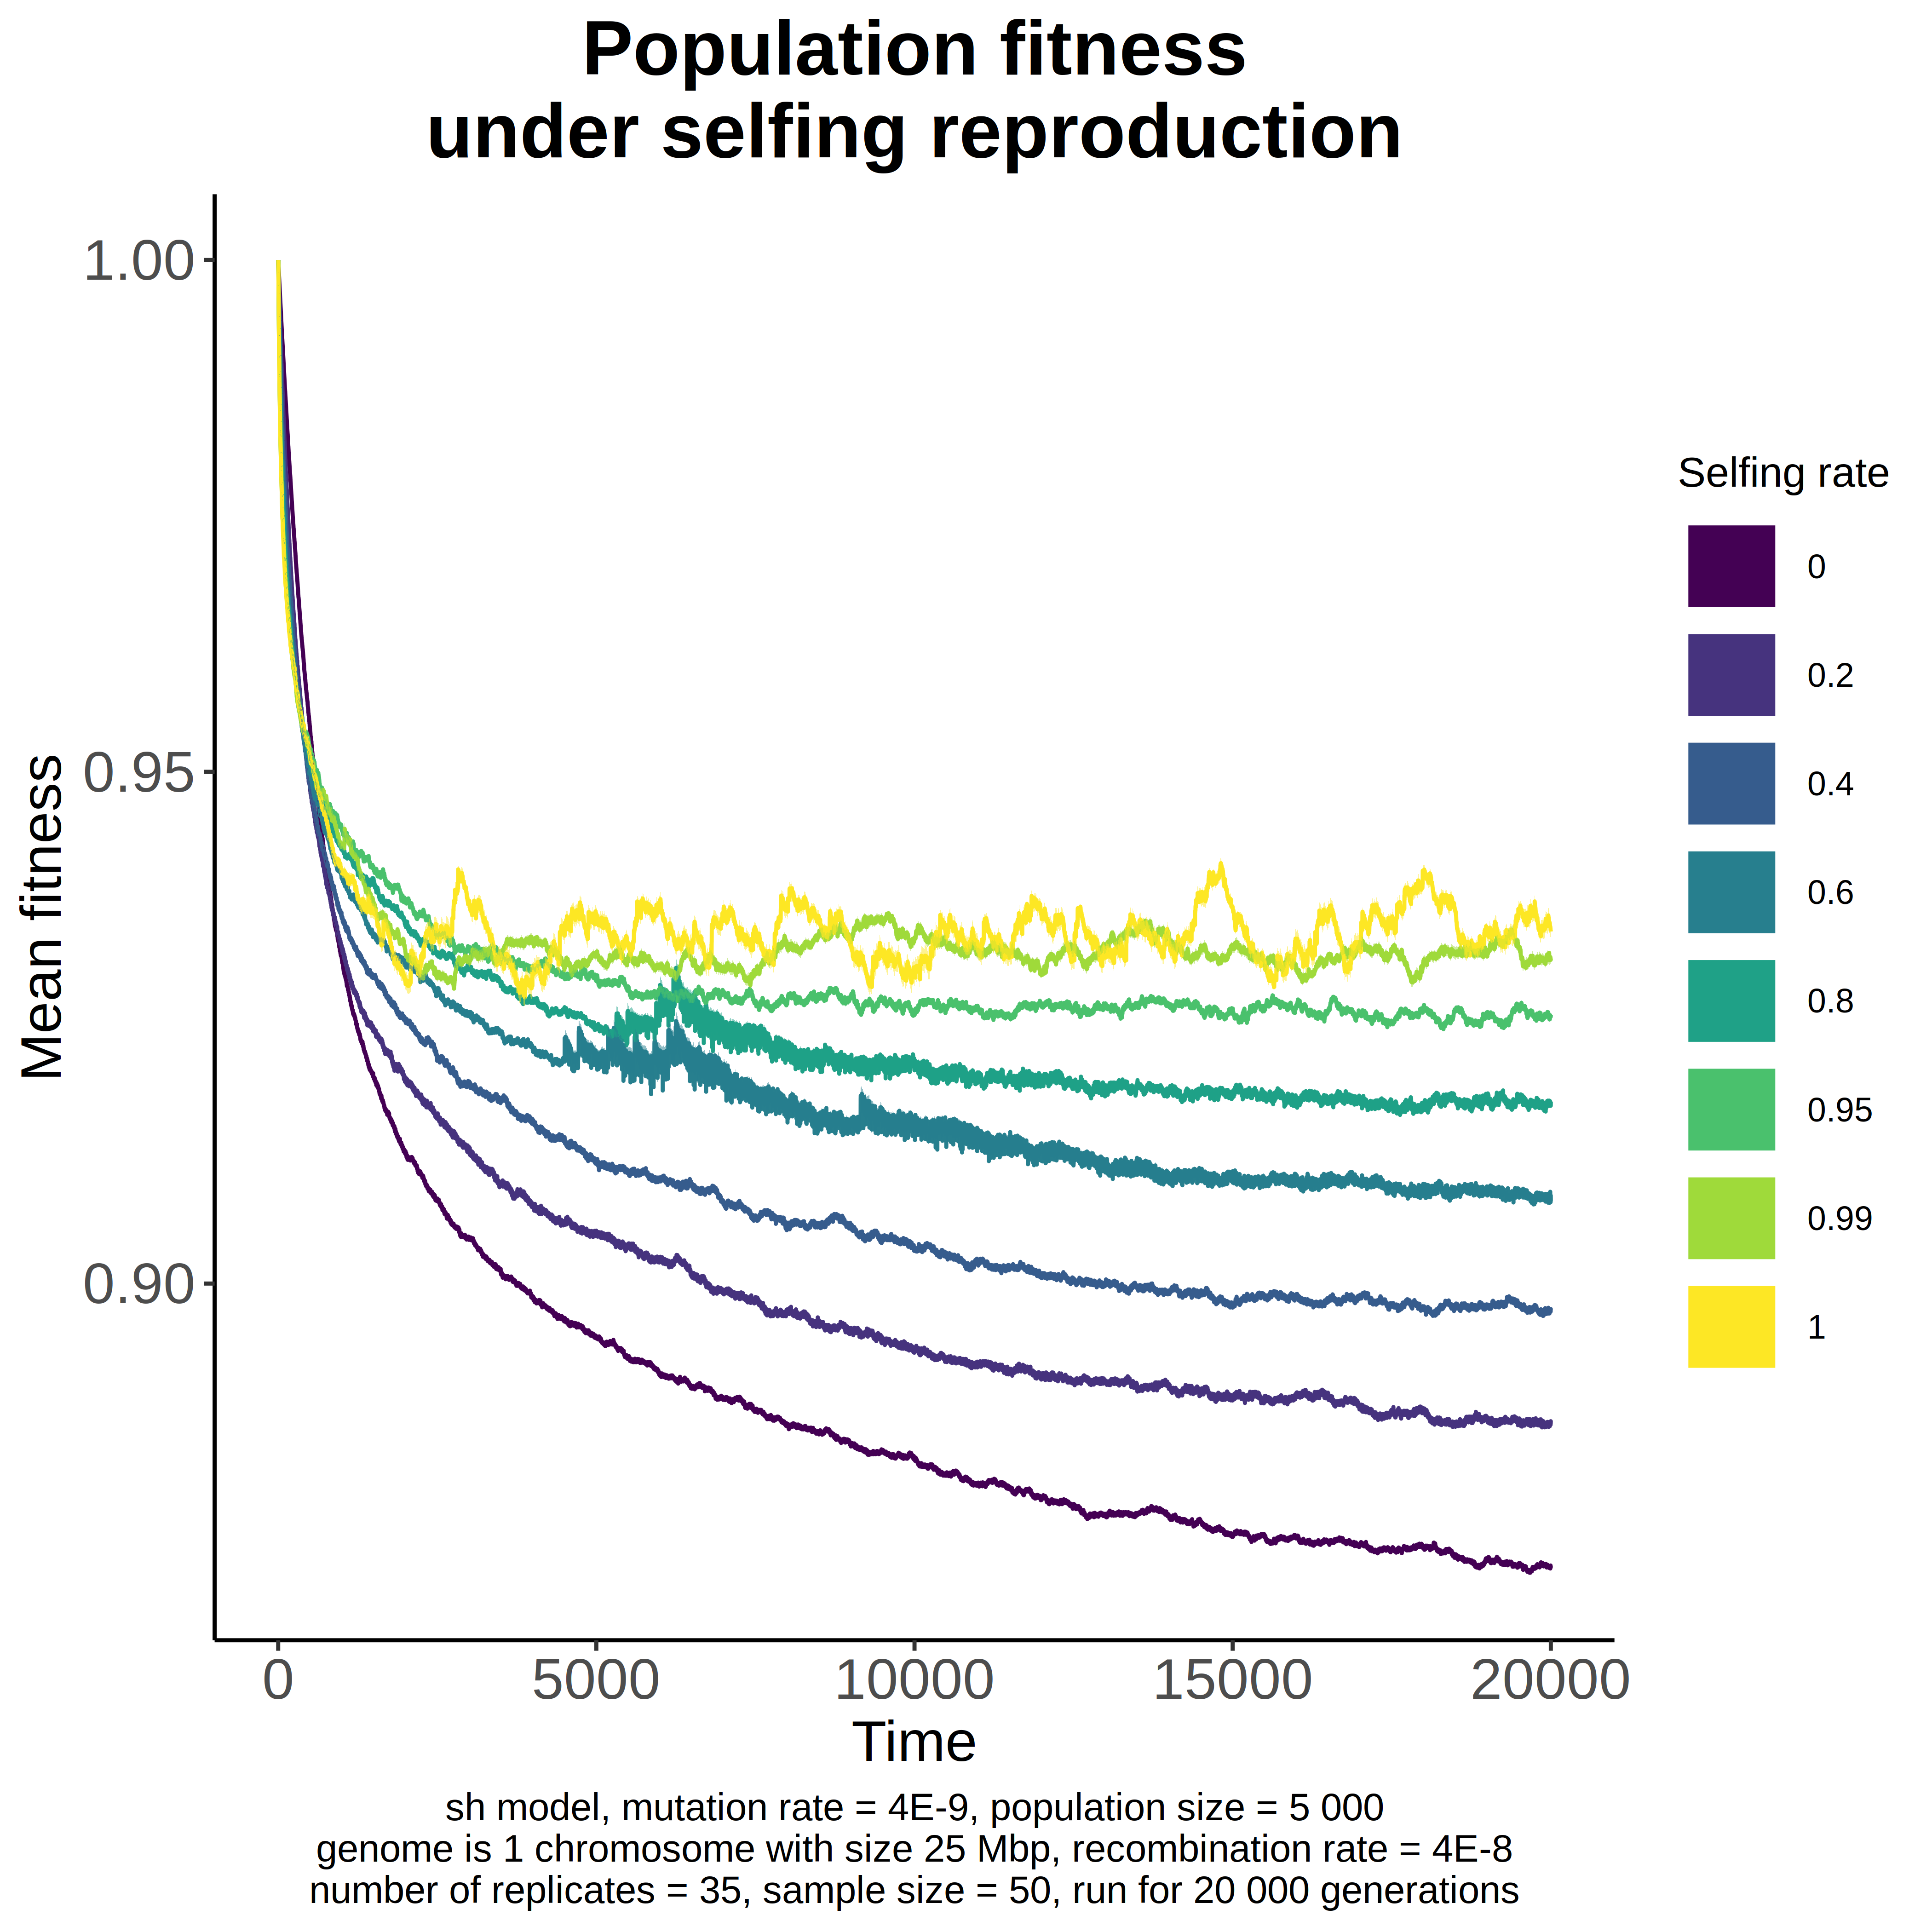 Population fitness
under selfing reproduction
1.00
0.95
0.90
Mean fitness
0
5000
10000
15000
20000
Time
Selfing rate
0
0.2
0.4
0.6
0.8
0.95
0.99
1
sh model, mutation rate = 4E-9, population size = 5 000
genome is 1 chromosome with size 25 Mbp, recombination rate = 4E-8
number of replicates = 35, sample size = 50, run for 20 000 generations